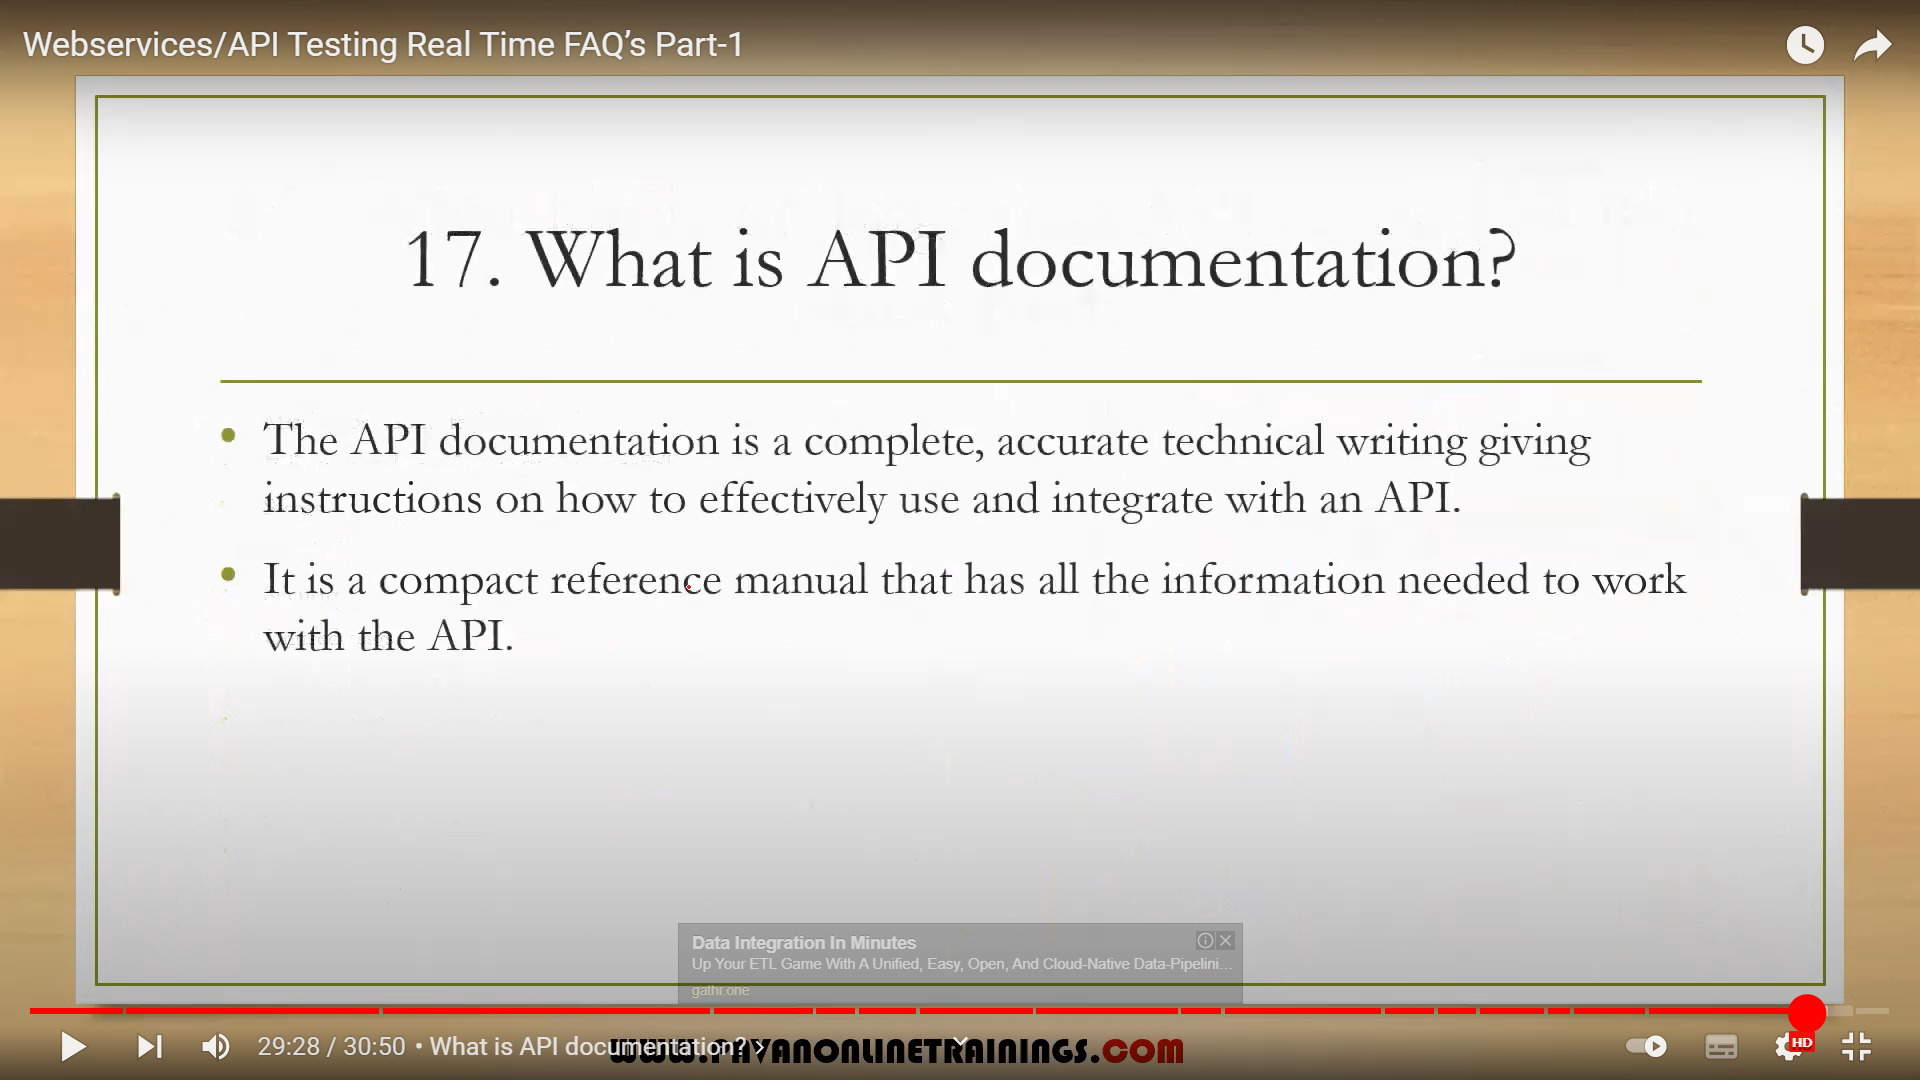 Webservices/API Testing Real Time FAQ’s Part-1
17. What is API documentation?
• The API documentation is a complete, accurate technical writing giving
instructions on how to effectively use and integrate with an API.
• It is a compact reference manual that has all the information needed to work
with the API.
Data Integration In Minutes
Up Your ETL Game With A Unified, Easy, Open, And Cloud-Native Data-Pipelini...
gathr.one
29:28 / 30:50 • What is API documentation? >
WWW.PAVANONLINETRAININGS.COM
HD